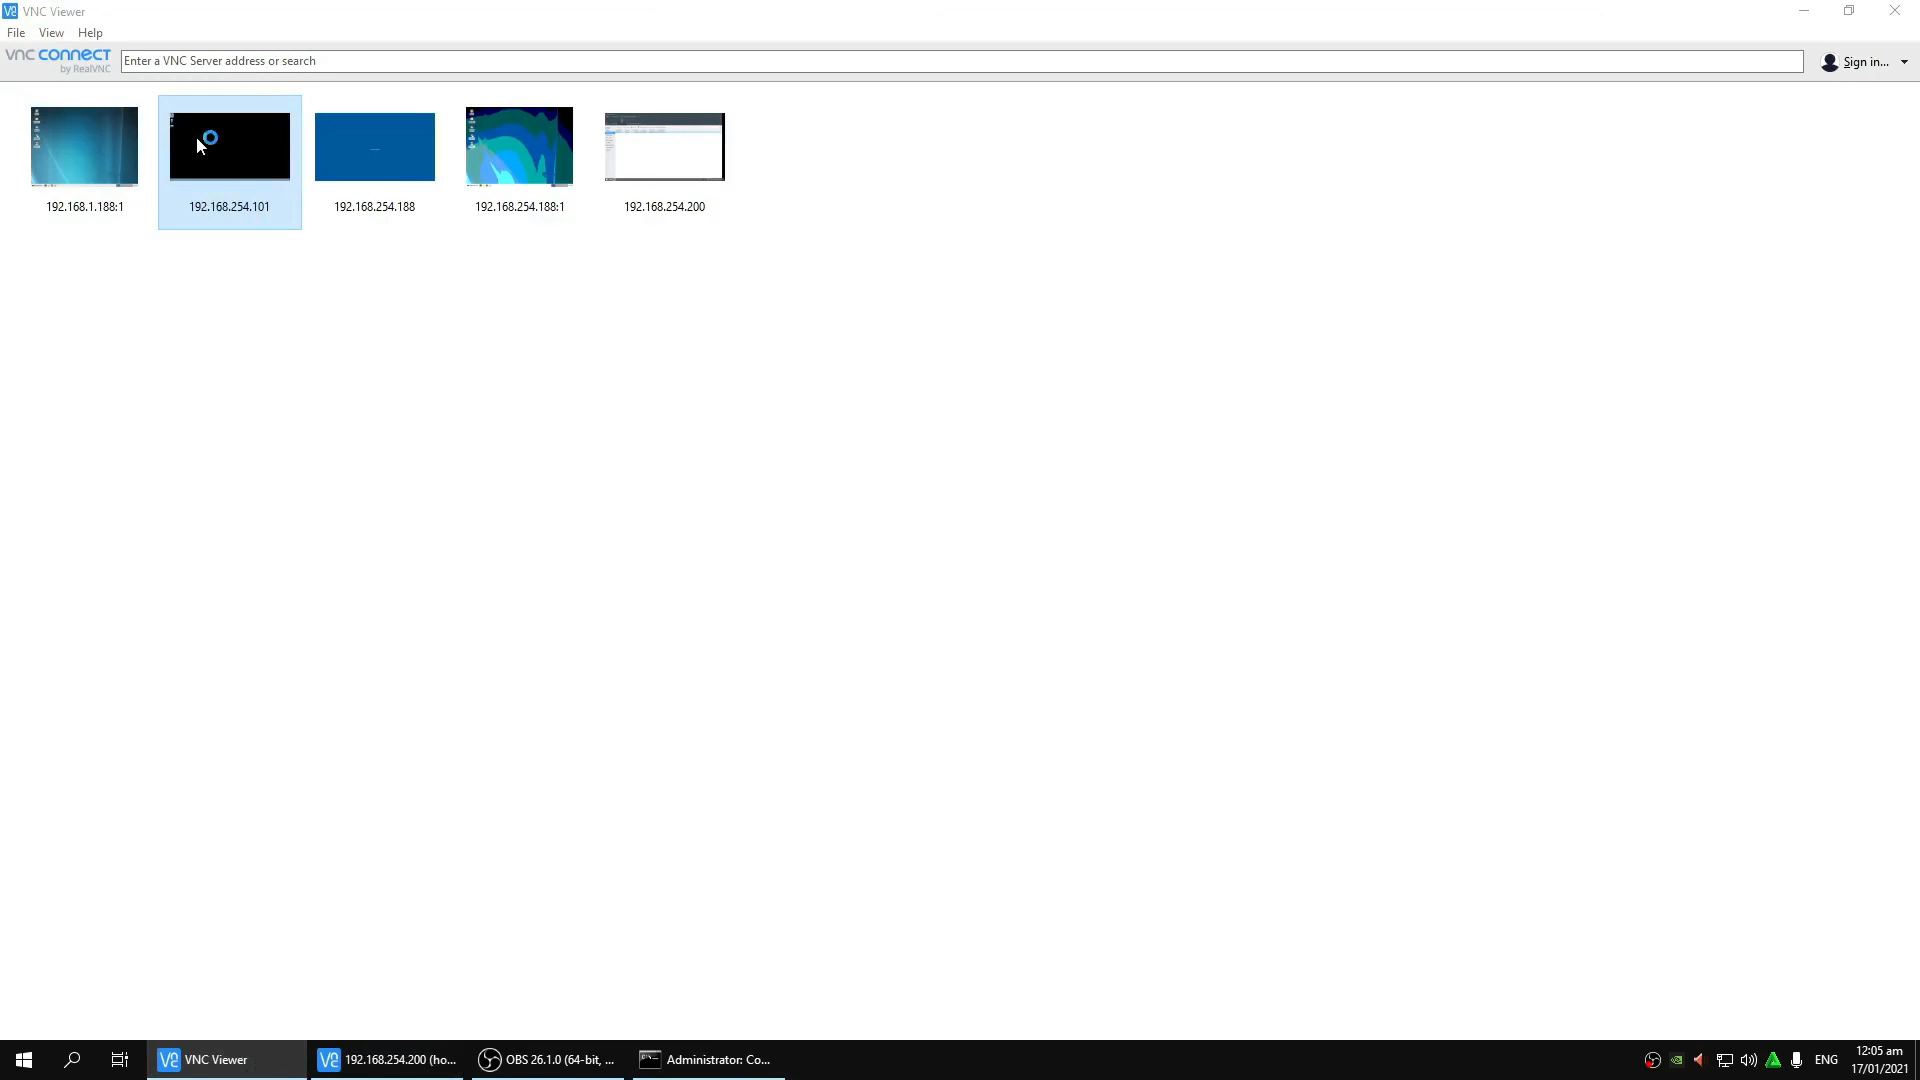 VNC Viewer
File View Help
vnc connect by RealVNC
Enter a VNC Server address or search
Sign in...
192.168.1.188:1
192.168.254.101
192.168.254.188
192.168.254.188:1
192.168.254.200
VNC Viewer
192.168.254.200 (ho...
OBS 26.1.0 (64-bit, ...
Administrator: Co...
ENG
12:05 am
17/01/2021